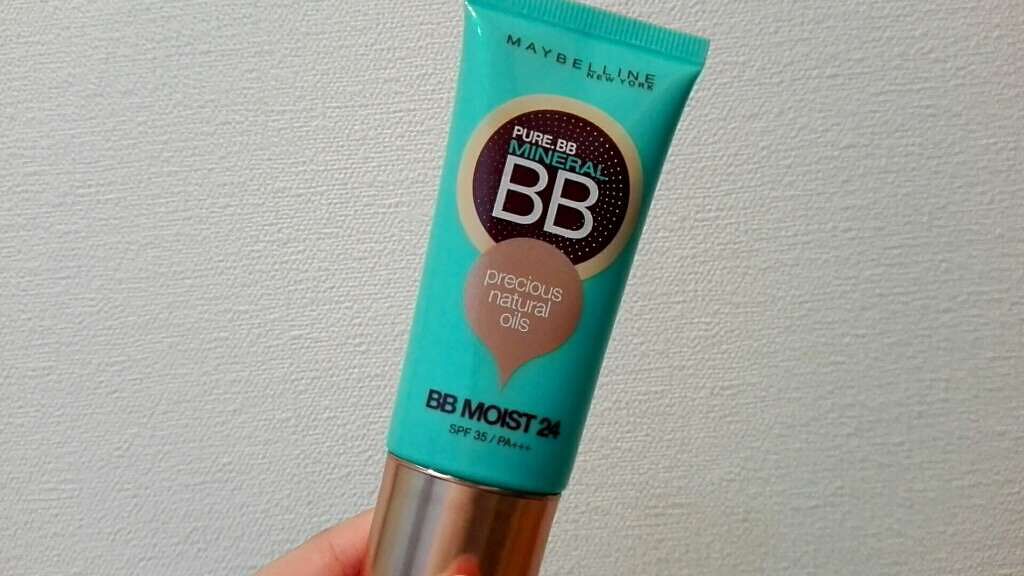 MAYBELLINE
NEW YORK
PURE.BB
MINERAL
BB
precious
natural
oils
BB MOIST 24
SPF 35 / PA+++